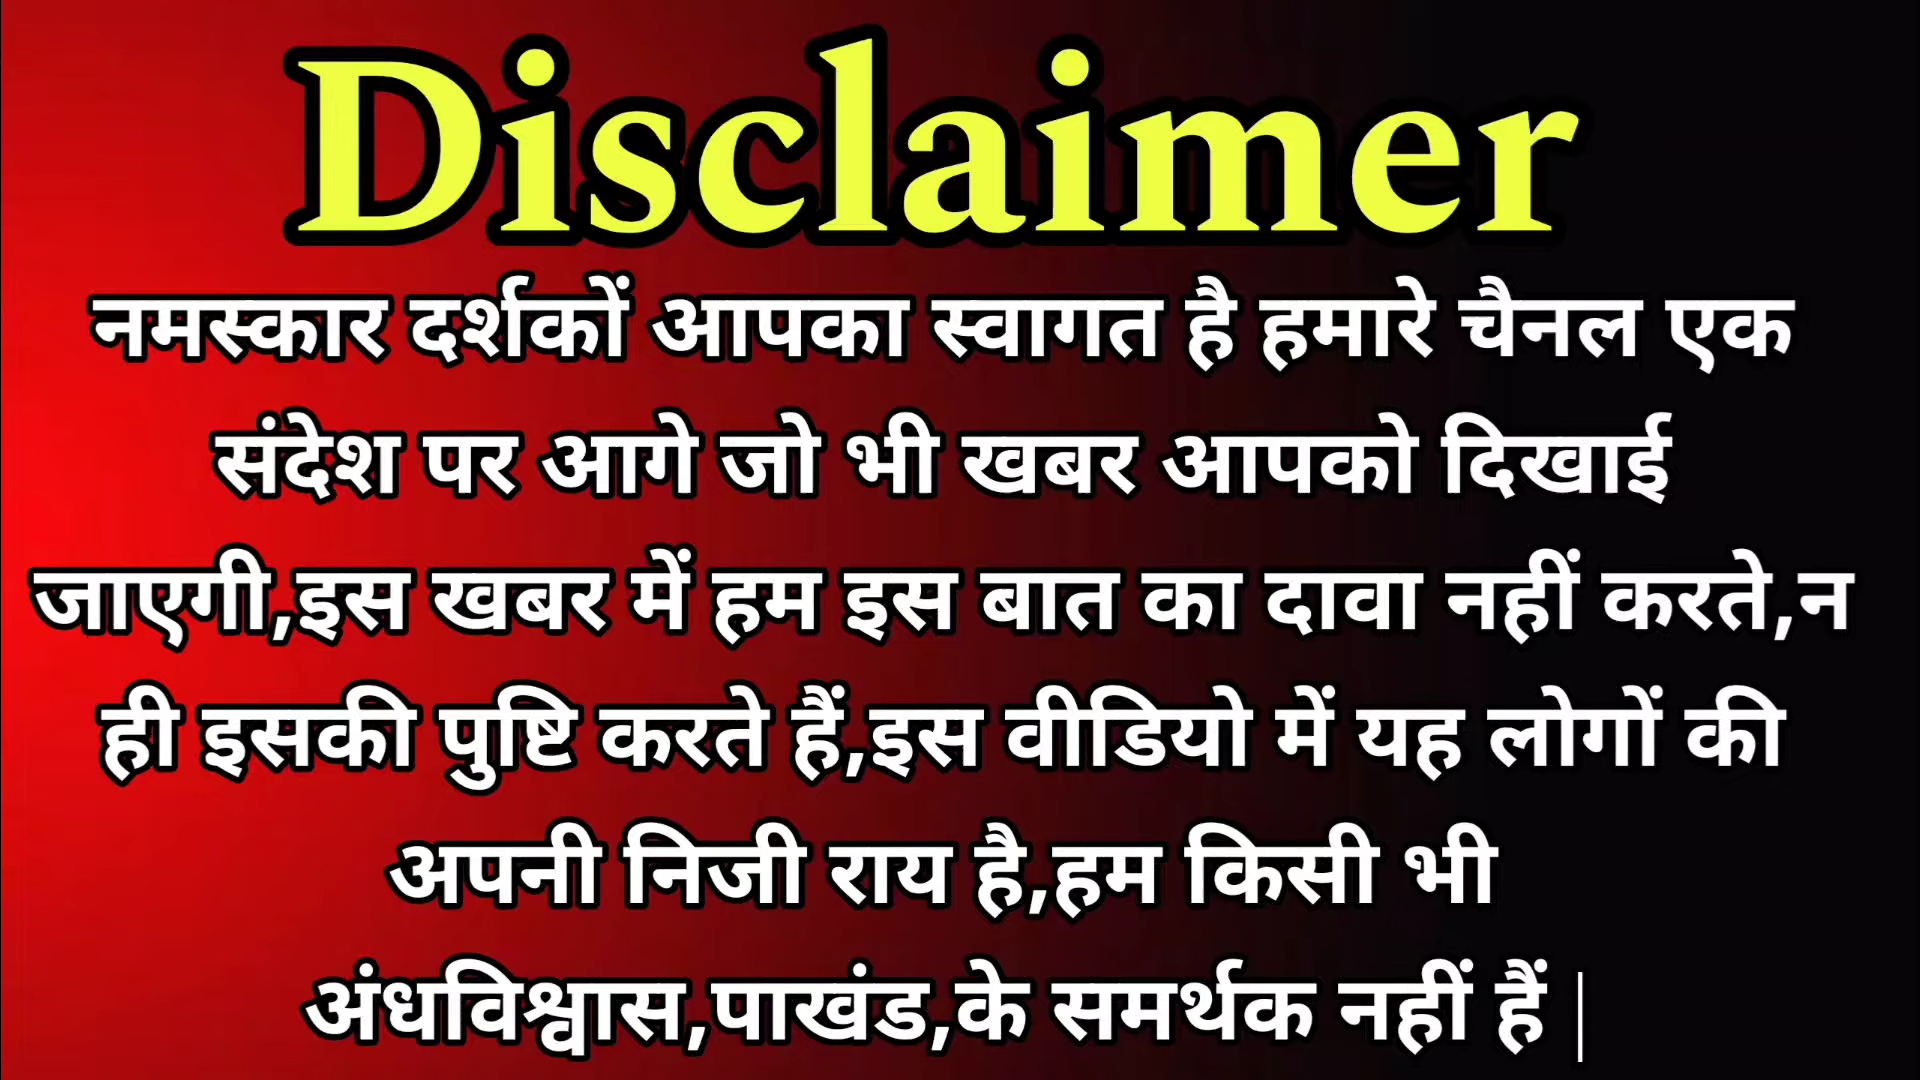 Disclaimer
नमस्कार दर्शकों आपका स्वागत है हमारे चैनल एक
संदेश पर आगे जो भी खबर आपको दिखाई
जाएगी,इस खबर में हम इस बात का दावा नहीं करते,न
ही इसकी पुष्टि करते हैं,इस वीडियो में यह लोगों की
अपनी निजी राय है,हम किसी भी
अंधविश्वास,पाखंड,के समर्थक नहीं हैं |